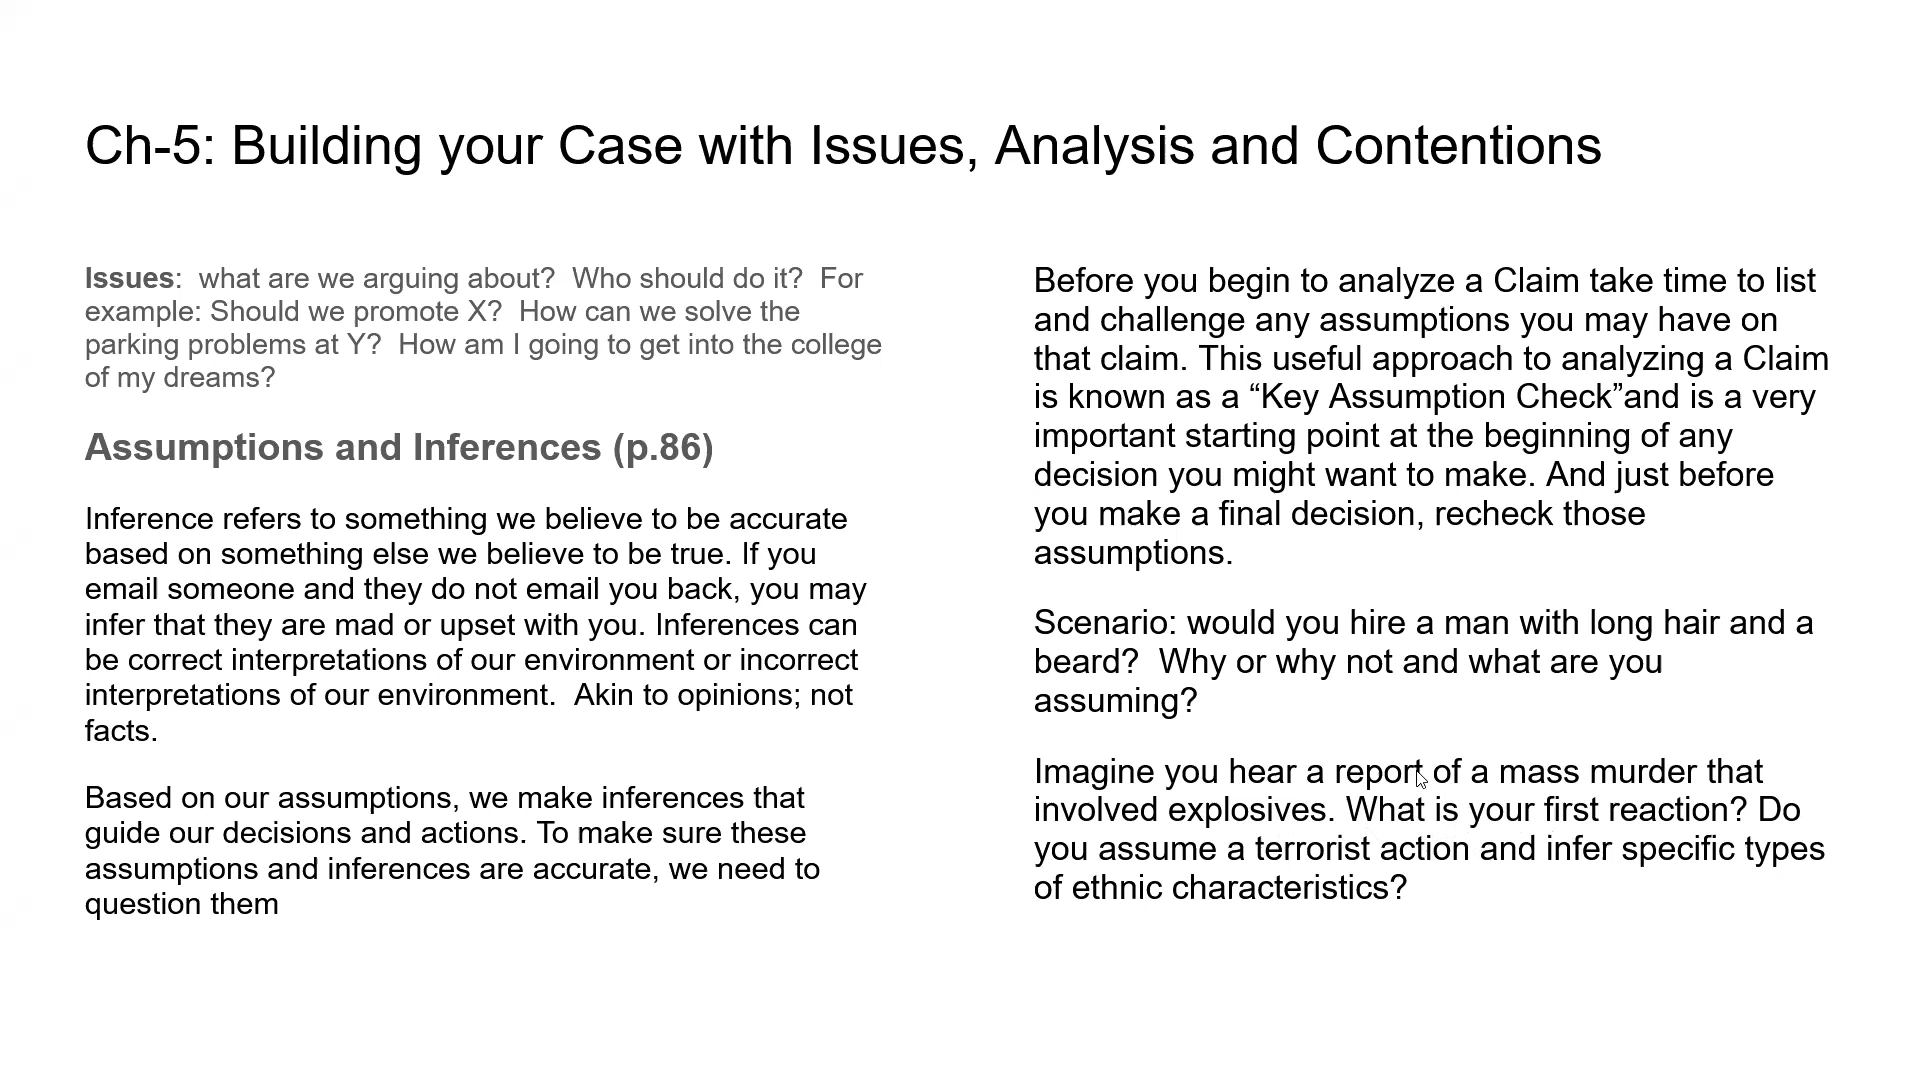 Ch-5: Building your Case with Issues, Analysis and Contentions
Issues:  what are we arguing about?  Who should do it?  For
example: Should we promote X?  How can we solve the
parking problems at Y?  How am I going to get into the college
of my dreams?
Assumptions and Inferences (p.86)
Inference refers to something we believe to be accurate
based on something else we believe to be true. If you
email someone and they do not email you back, you may
infer that they are mad or upset with you. Inferences can
be correct interpretations of our environment or incorrect
interpretations of our environment.  Akin to opinions; not
facts.
Based on our assumptions, we make inferences that
guide our decisions and actions. To make sure these
assumptions and inferences are accurate, we need to
question them
Before you begin to analyze a Claim take time to list
and challenge any assumptions you may have on
that claim. This useful approach to analyzing a Claim
is known as a “Key Assumption Check”and is a very
important starting point at the beginning of any
decision you might want to make. And just before
you make a final decision, recheck those
assumptions.
Scenario: would you hire a man with long hair and a
beard?  Why or why not and what are you
assuming?
Imagine you hear a report of a mass murder that
involved explosives. What is your first reaction? Do
you assume a terrorist action and infer specific types
of ethnic characteristics?